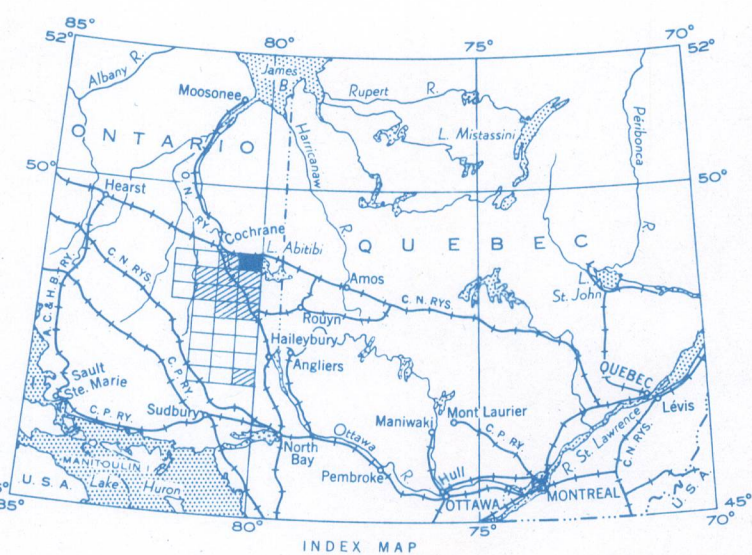 85°
52°
80°
75°
70°
52°
Albany R.
James
B.
Moosonee
Rupert R.
L. Mistassini
Péribonca
R.
ONTARIO
Harricanaw
R.
50°
50°
Hearst
O. N. RY.
Cochrane
L. Abitibi
QUEBEC
C. N. RYS.
A. C. & H. B. RY.
Amos
C. N. RYS.
L.
St. John
Rouyn
Haileybury
Angliers
C. P. RY.
Sault
Ste. Marie
C. P. RY.
Sudbury
QUEBEC
Lévis
Maniwaki
Mont Laurier
C. P. RY.
R. St. Lawrence
C. N. RYS.
North
Bay
Ottawa
R.
Pembroke
Hull
OTTAWA
MONTREAL
MANITOULIN I.
Lake Huron
U. S. A.
U. S. A.
85°
80°
75°
70°
45°
INDEX MAP